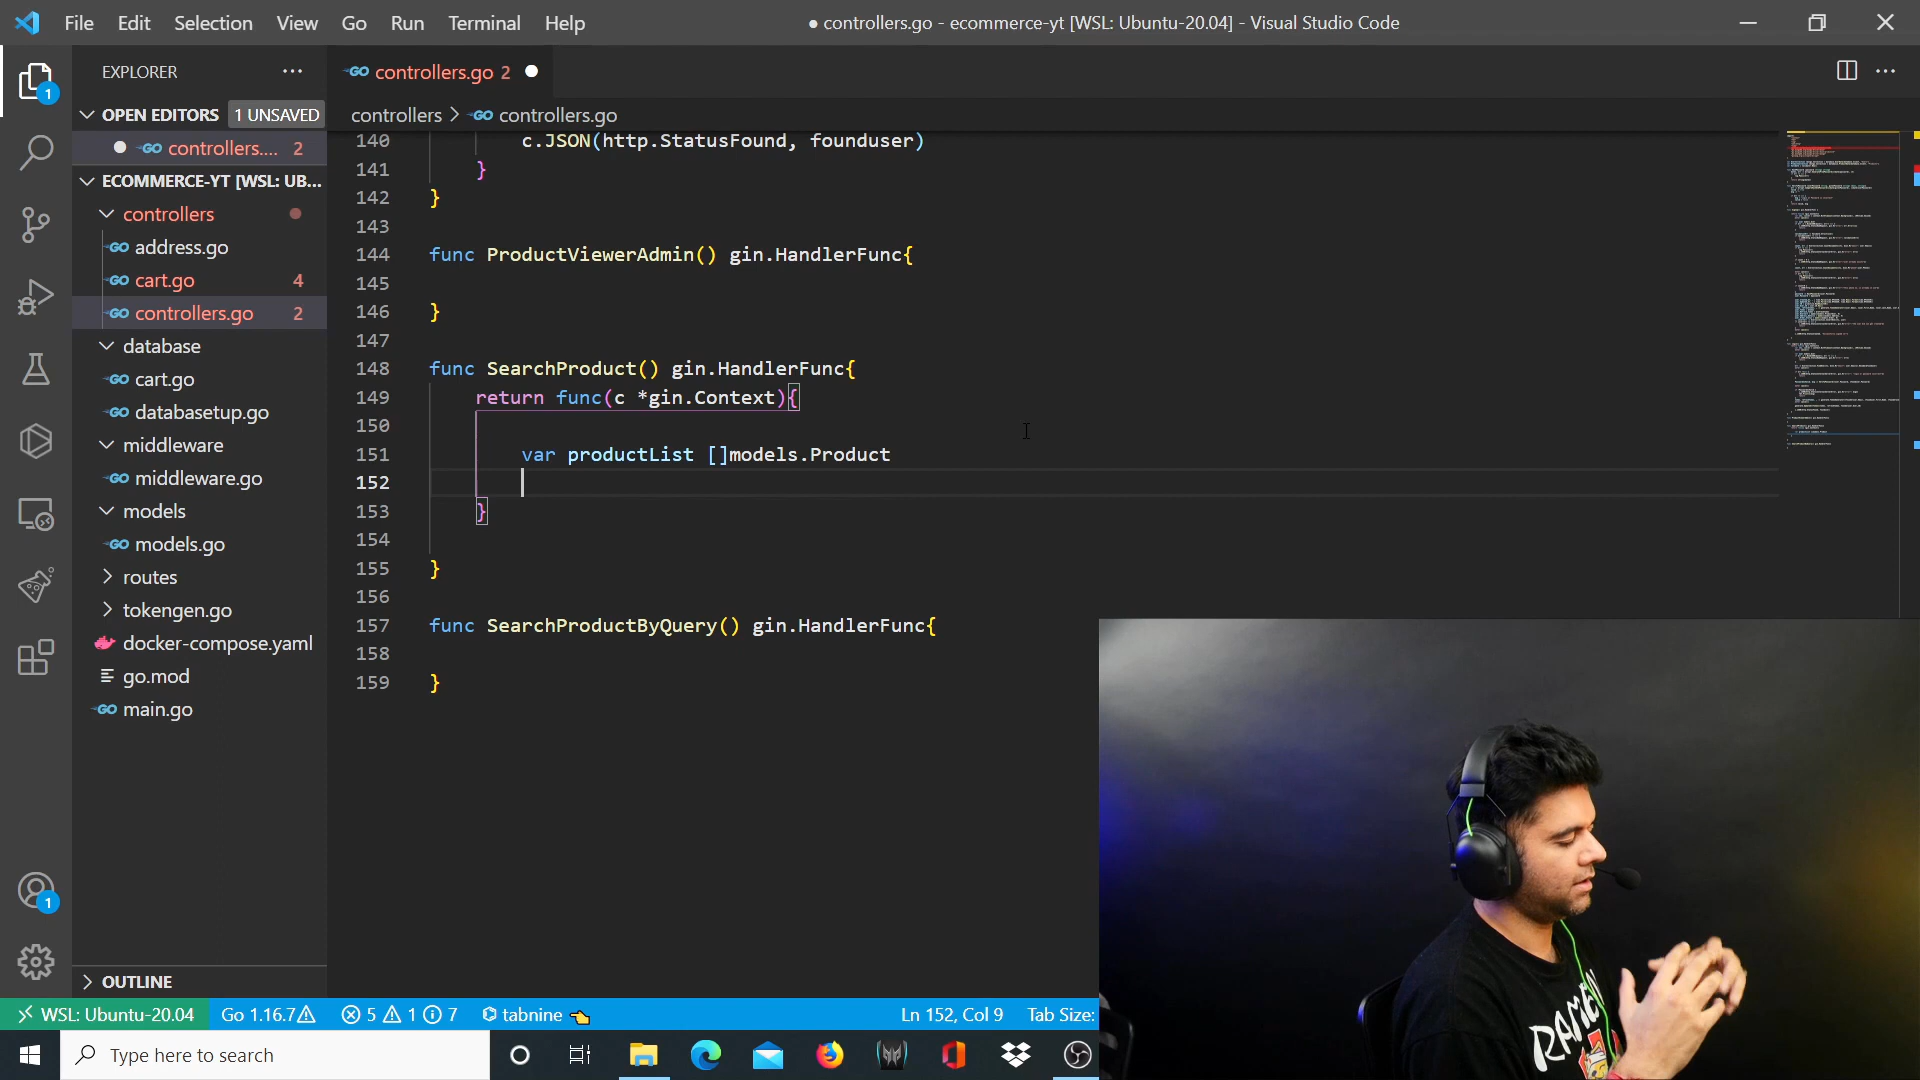 File Edit Selection View Go Run Terminal Help
● controllers.go - ecommerce-yt [WSL: Ubuntu-20.04] - Visual Studio Code
EXPLORER
controllers.go 2
OPEN EDITORS 1 UNSAVED
controllers.... 2
controllers > controllers.go
ECOMMERCE-YT [WSL: UB...
controllers
address.go
cart.go 4
controllers.go 2
database
cart.go
databasetup.go
middleware
middleware.go
models
models.go
routes
tokengen.go
docker-compose.yaml
go.mod
main.go
OUTLINE
140 c.JSON(http.StatusFound, founduser)
141 }
142 }
143
144 func ProductViewerAdmin() gin.HandlerFunc{
145
146 }
147
148 func SearchProduct() gin.HandlerFunc{
149 return func(c *gin.Context){
150
151 var productList []models.Product
152
153 }
154
155 }
156
157 func SearchProductByQuery() gin.HandlerFunc{
158
159 }
1
1
WSL: Ubuntu-20.04 Go 1.16.7 5 1 7 tabnine Ln 152, Col 9 Tab Size:
Type here to search
RAMEN